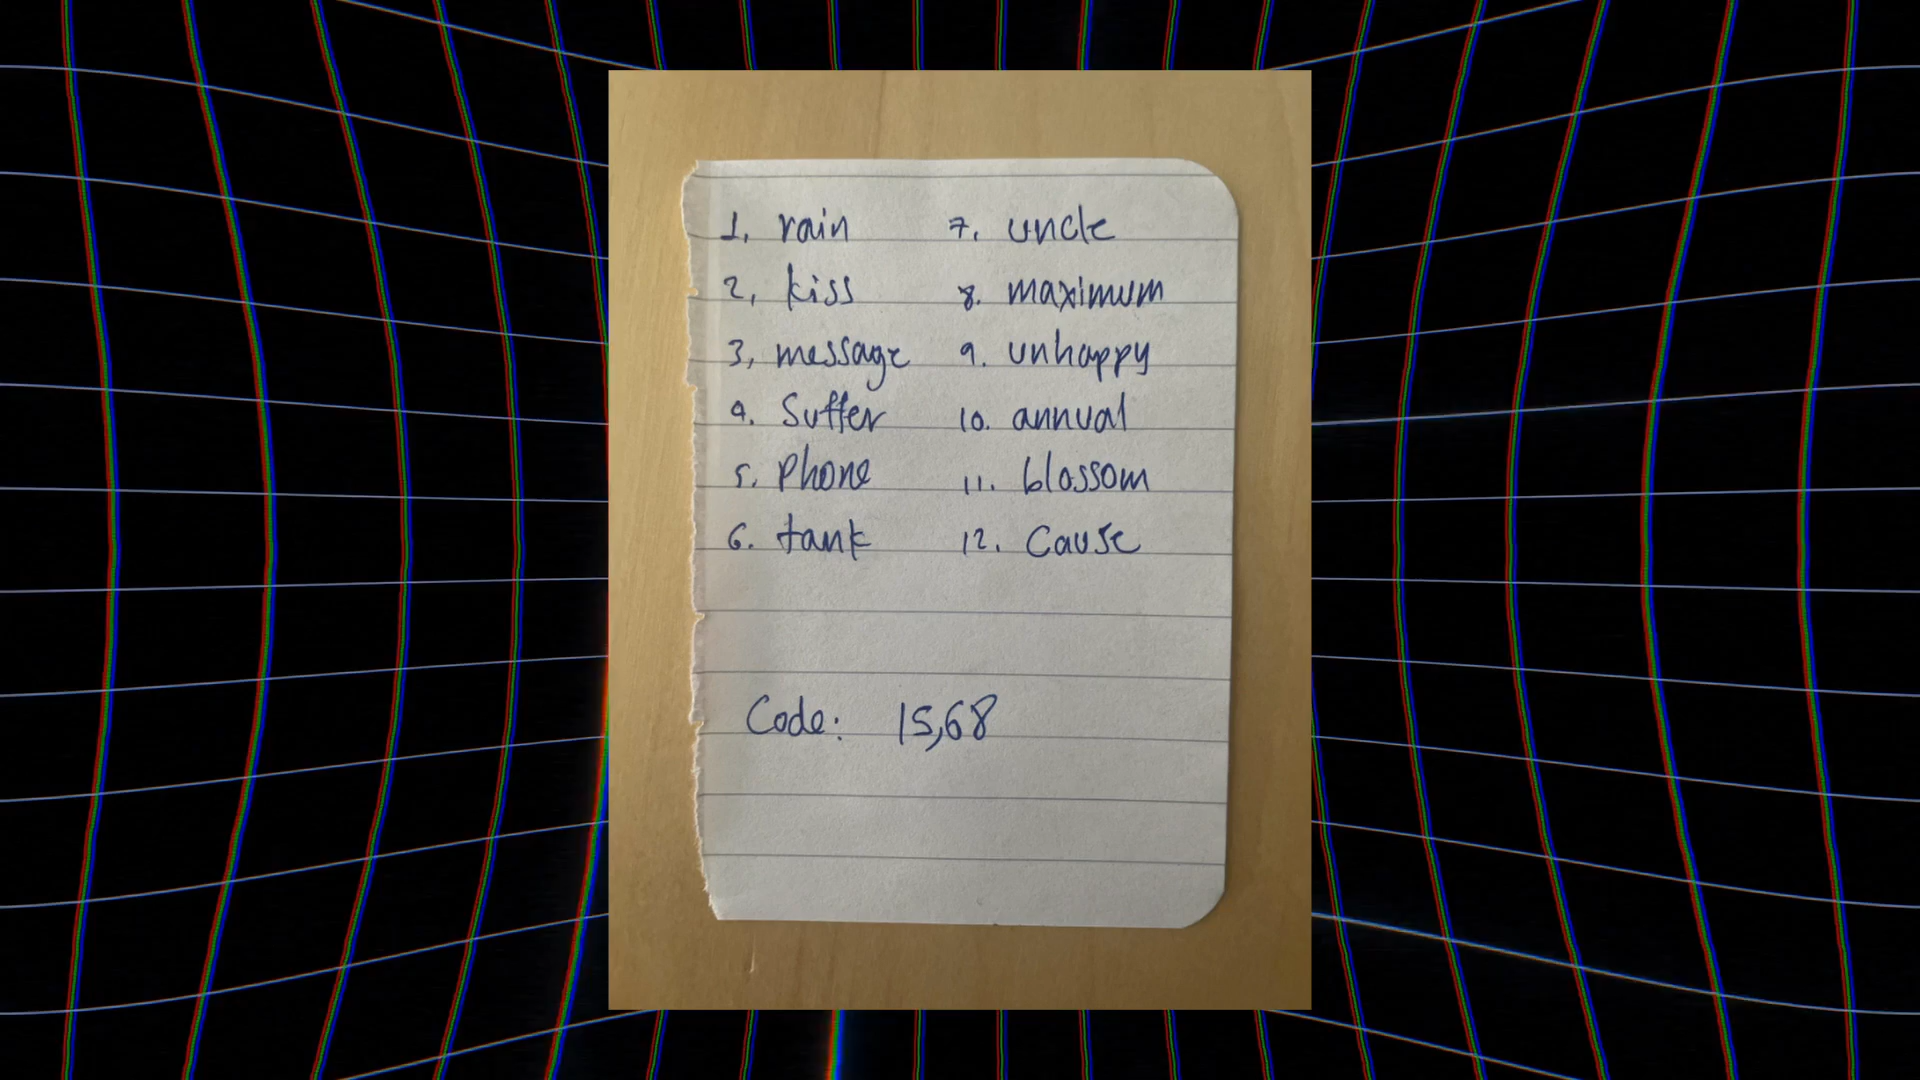 1. rain 7. uncle
2, kiss 8. maximum
3, message 9. unhappy
4. Suffer 10. annual
5. phone 11. blossom
6. tank 12. Cause
Code: 15,68